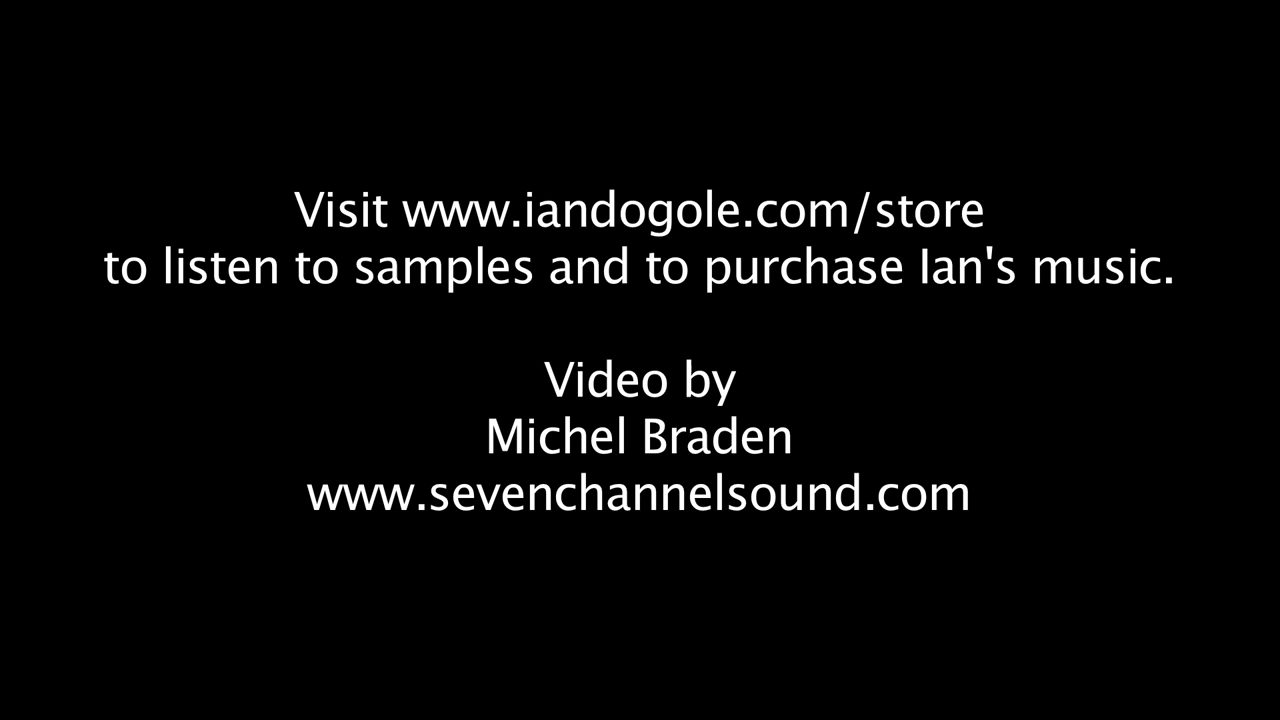 Visit www.iandogole.com/store
to listen to samples and to purchase Ian's music.
Video by
Michel Braden
www.sevenchannelsound.com